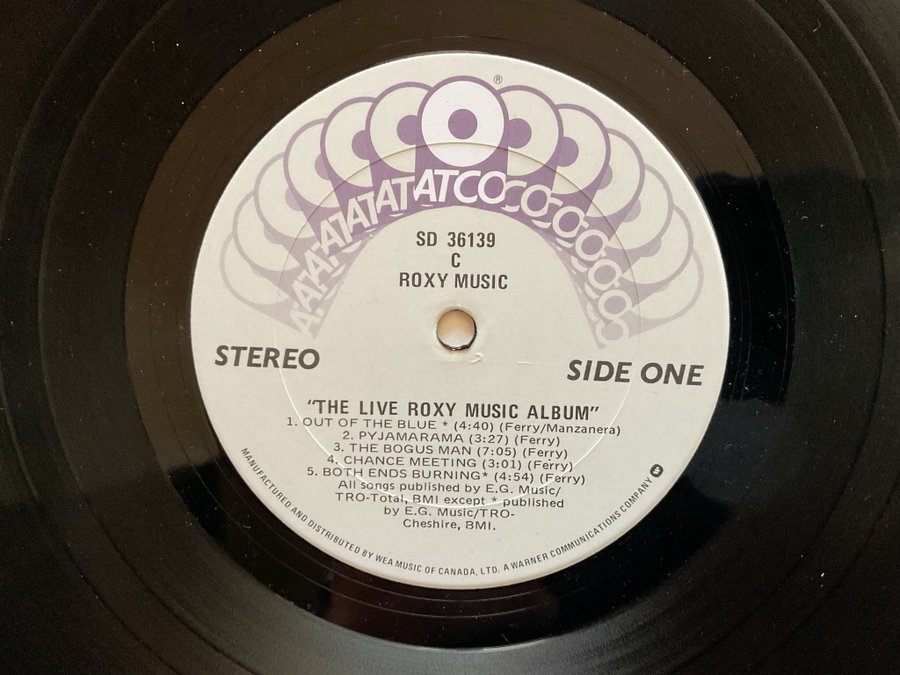 ®
ATATATATATATCOCOCOCOCOCO
SD 36139
C
ROXY MUSIC
STEREO
SIDE ONE
"THE LIVE ROXY MUSIC ALBUM"
1. OUT OF THE BLUE * (4:40) (Ferry/Manzanera)
2. PYJAMARAMA (3:27) (Ferry)
3. THE BOGUS MAN (7:05) (Ferry)
4. CHANCE MEETING (3:01) (Ferry)
5. BOTH ENDS BURNING* (4:54) (Ferry)
All songs published by E.G. Music/
TRO-Total, BMI except * published
by E.G. Music/TRO-
Cheshire, BMI.
MANUFACTURED AND DISTRIBUTED BY WEA MUSIC OF CANADA, LTD. A WARNER COMMUNICATIONS COMPANY